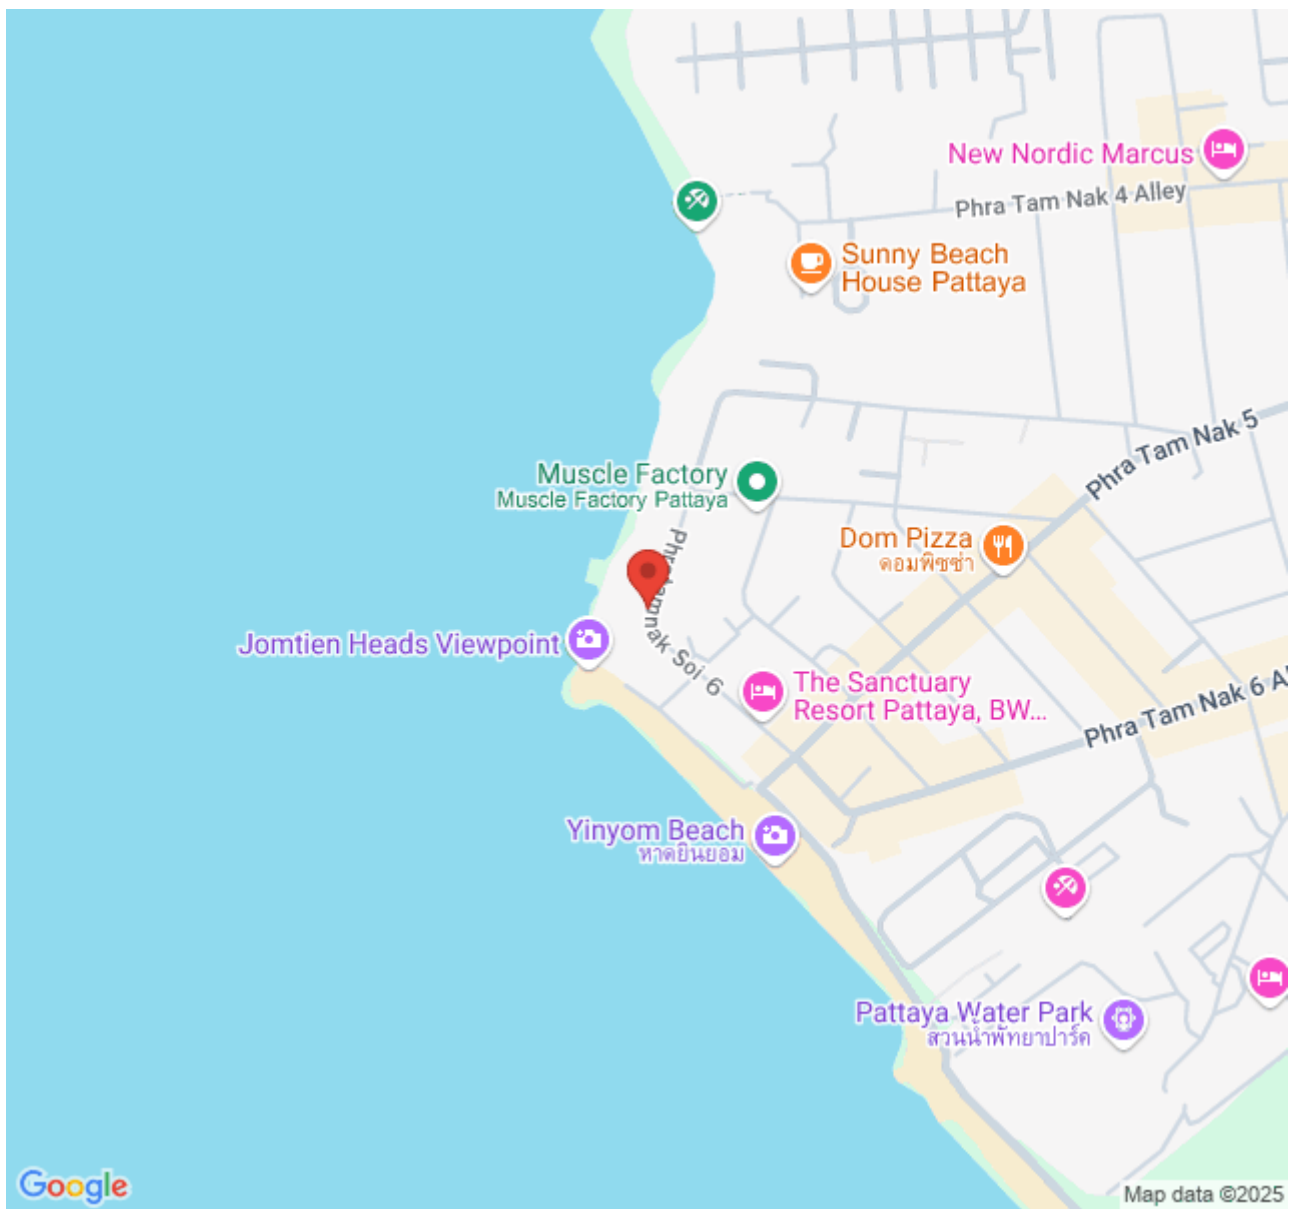 New Nordic Marcus
Phra Tam Nak 4 Alley
Sunny Beach
House Pattaya
Phra Tam Nak 5
Muscle Factory
Muscle Factory Pattaya
Dom Pizza
ดอมพิซซ่า
Phratamnak Soi 6
Jomtien Heads Viewpoint
The Sanctuary
Resort Pattaya, BW...
Phra Tam Nak 6 Al
Yinyom Beach
หาดยินยอม
Pattaya Water Park
สวนน้ำพัทยาปาร์ค
Google
Map data ©2025